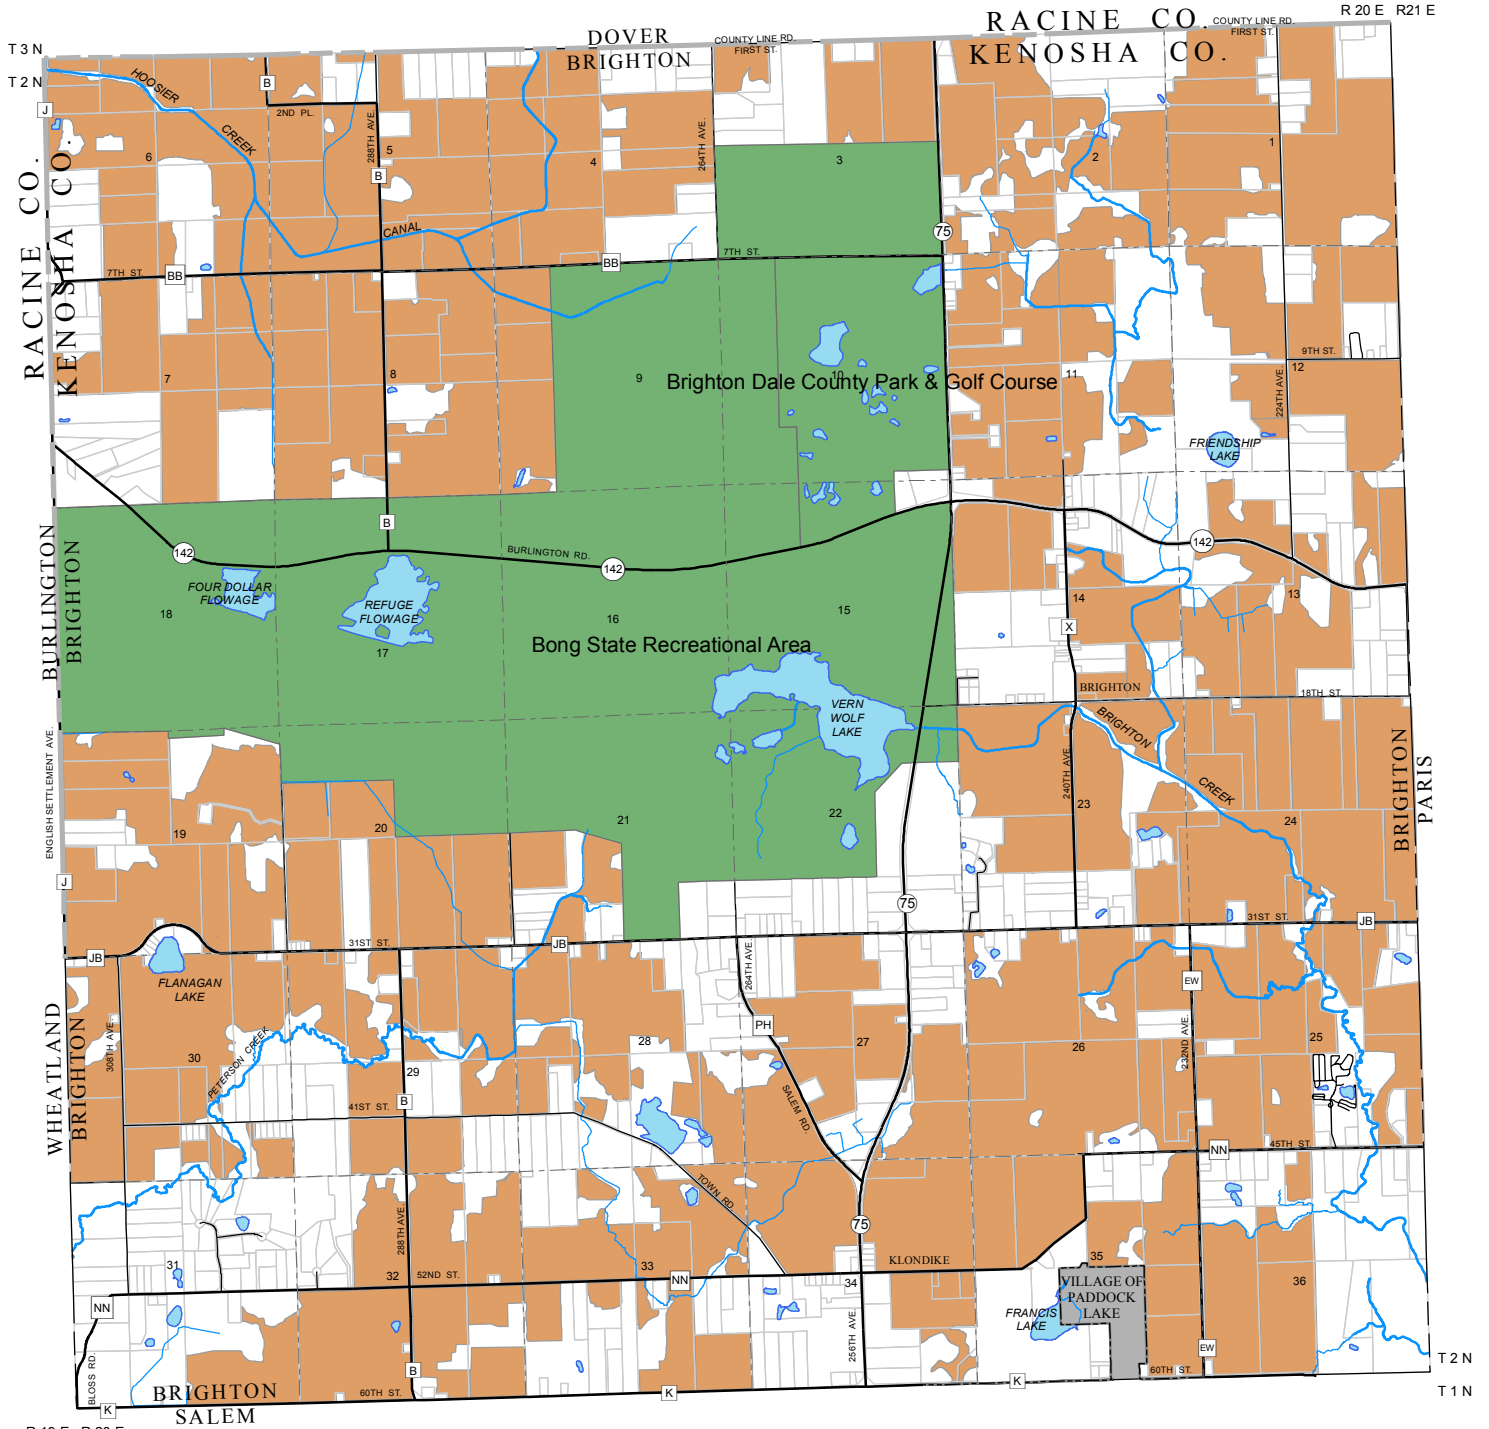 RACINE CO.
COUNTY LINE RD.
R 20 E R21 E
DOVER
COUNTY LINE RD.
FIRST ST.
FIRST ST.
T 3 N
BRIGHTON
KENOSHA CO.
T 2 N
HOOSIER
B
J
2ND PL.
CREEK
288TH AVE.
264TH AVE.
6
5
4
3
2
1
B
RACINE CO.
KENOSHA CO.
CANAL
75
7TH ST.
BB
BB
7TH ST.
9TH ST.
7
8
9
10
11
12
Brighton Dale County Park & Golf Course
224TH AVE.
FRIENDSHIP
LAKE
B
142
BURLINGTON RD.
142
142
BURLINGTON
BRIGHTON
FOUR DOLLAR
FLOWAGE
REFUGE
FLOWAGE
18
17
16
15
14
13
X
Bong State Recreational Area
BRIGHTON
18TH ST.
VERN
WOLF
LAKE
BRIGHTON
CREEK
ENGLISH SETTLEMENT AVE.
240TH AVE.
BRIGHTON
PARIS
19
20
21
22
23
24
J
75
31ST ST.
JB
JB
31ST ST.
JB
FLANAGAN
LAKE
264TH AVE.
EW
WHEATLAND
BRIGHTON
308TH AVE.
PETERSON CREEK
PH
232ND AVE.
30
29
28
27
26
25
B
41ST ST.
SALEM RD.
NN
45TH ST.
TOWN RD.
288TH AVE.
75
KLONDIKE
31
32
52ND ST.
33
NN
34
35
36
VILLAGE OF
PADDOCK
LAKE
FRANCIS
LAKE
NN
256TH AVE.
EW
BLOSS RD.
B
BRIGHTON
60TH ST.
K
K
60TH ST.
T 2 N
K
SALEM
T 1 N